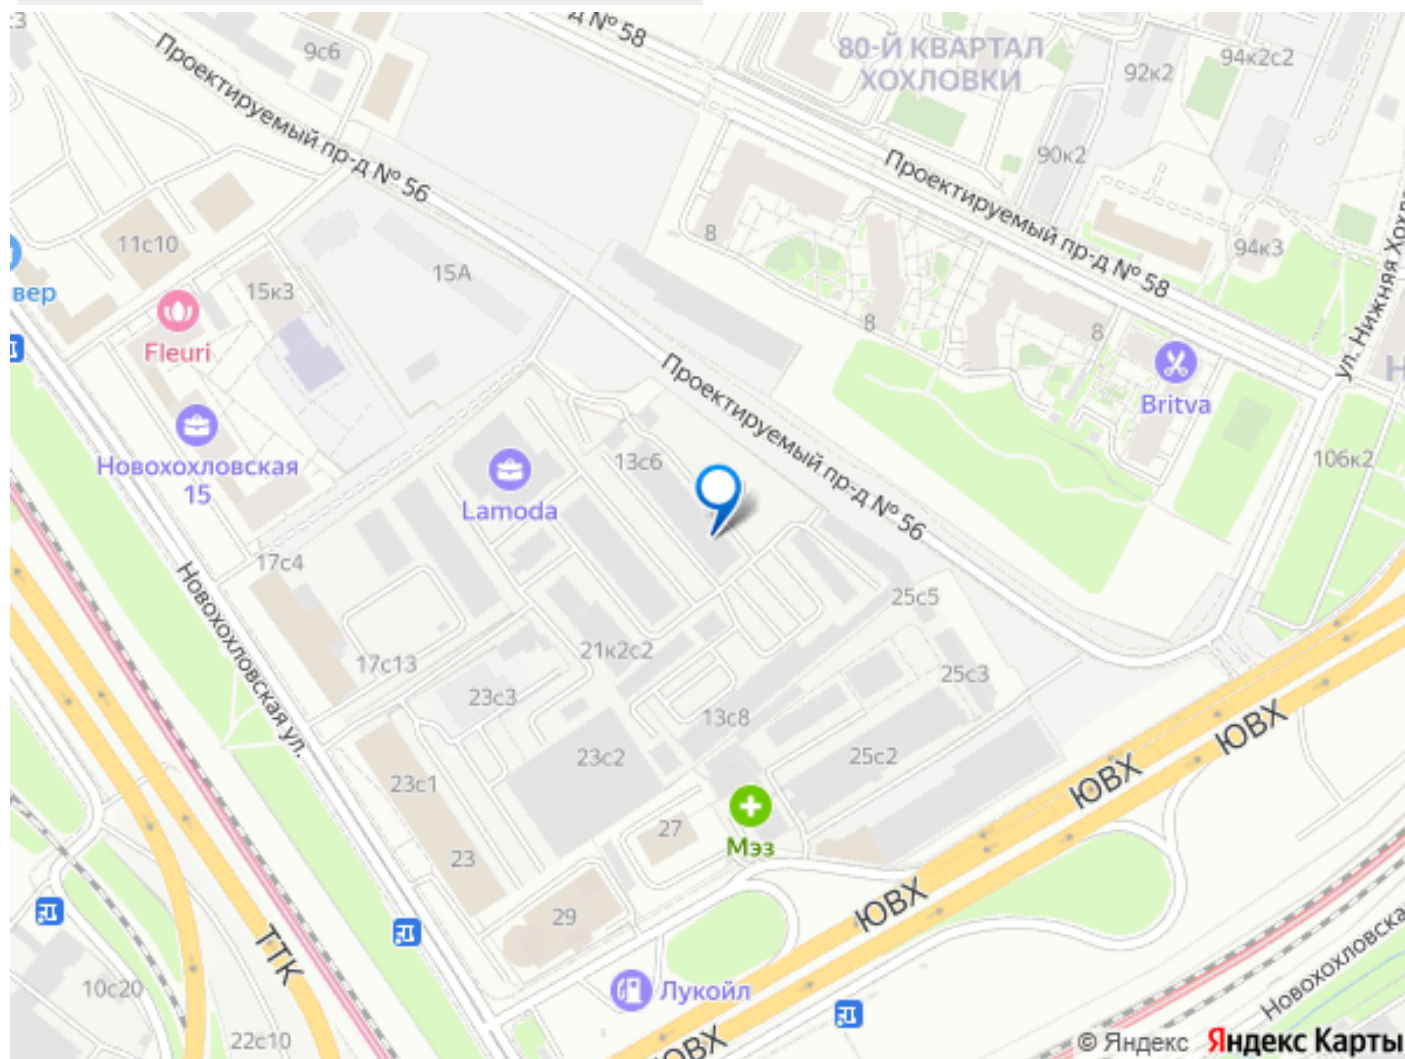 д № 58
9с6
80-Й КВАРТАЛ
ХОХЛОВКИ
92к2
94к2с2
Проектируемый пр-д № 56
90к2
Проектируемый пр-д № 58
11с10
8
94к3
15А
15к3
вер
Fleuri
8
8
ул. Нижняя Хохл
Britva
Проектируемый пр-д № 56
Новохохловская
15
13с6
Lamoda
106к2
17с4
Новохохловская ул.
25с5
21к2с2
17с13
23с3
25с3
13с8
23с2
25с2
23с1
ЮВХ
ЮВХ
27
Мэз
23
ЮВХ
29
ТТК
10с20
Лукойл
Новохохловска
22с10
ЮВХ
© Яндекс Яндекс Карты